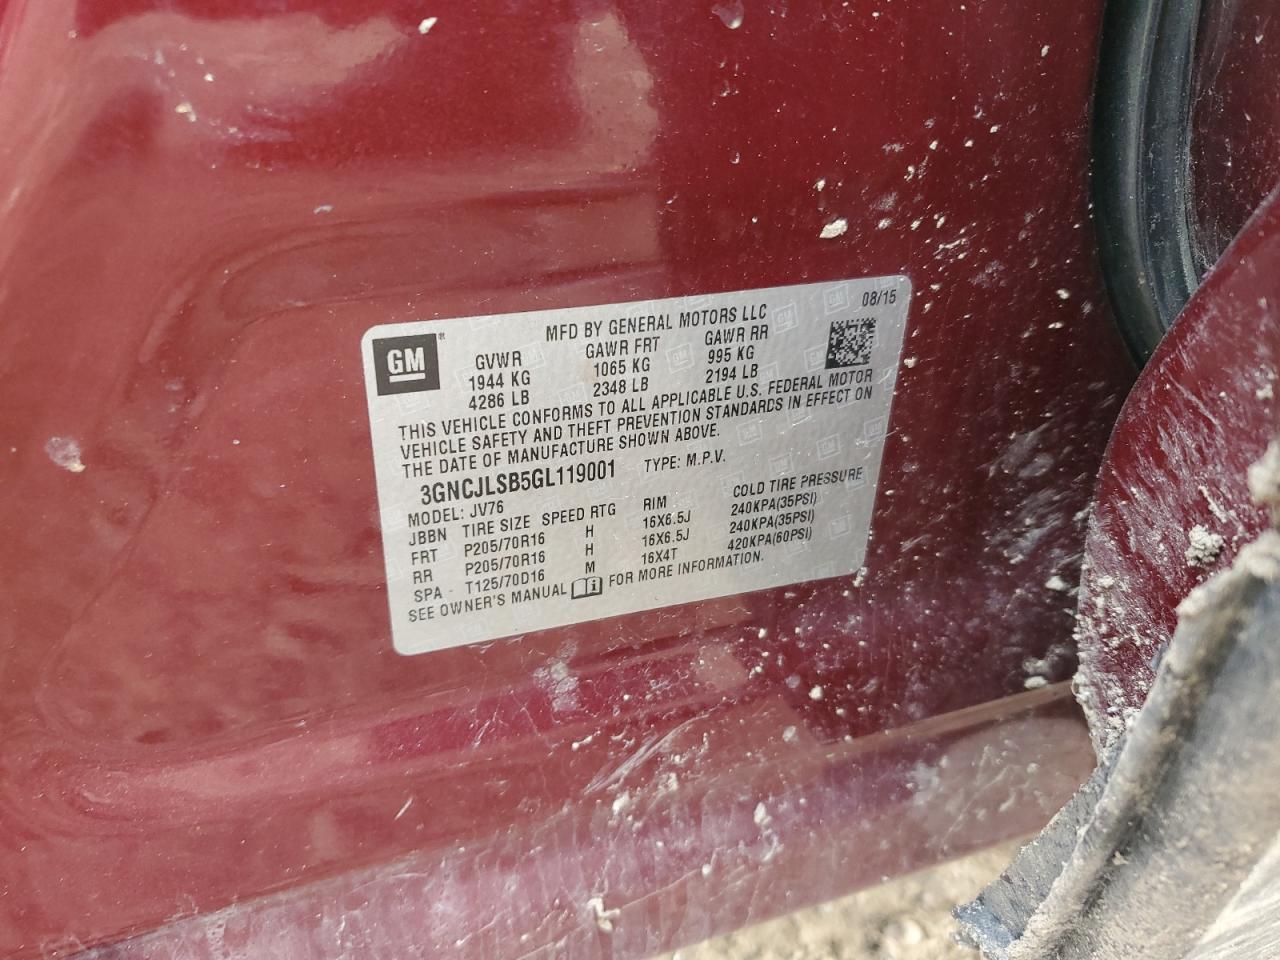 08/15
GM®
MFD BY GENERAL MOTORS LLC
GVWR GAWR FRT GAWR RR
1944 KG 1065 KG 995 KG
4286 LB 2348 LB 2194 LB
THIS VEHICLE CONFORMS TO ALL APPLICABLE U.S. FEDERAL MOTOR
VEHICLE SAFETY AND THEFT PREVENTION STANDARDS IN EFFECT ON
THE DATE OF MANUFACTURE SHOWN ABOVE.
3GNCJLSB5GL119001 TYPE: M.P.V.
MODEL: JV76
JBBN TIRE SIZE SPEED RTG RIM COLD TIRE PRESSURE
FRT P205/70R16 H 16X6.5J 240KPA(35PSI)
RR P205/70R16 H 16X6.5J 240KPA(35PSI)
SPA T125/70D16 M 16X4T 420KPA(60PSI)
SEE OWNER'S MANUAL i FOR MORE INFORMATION.